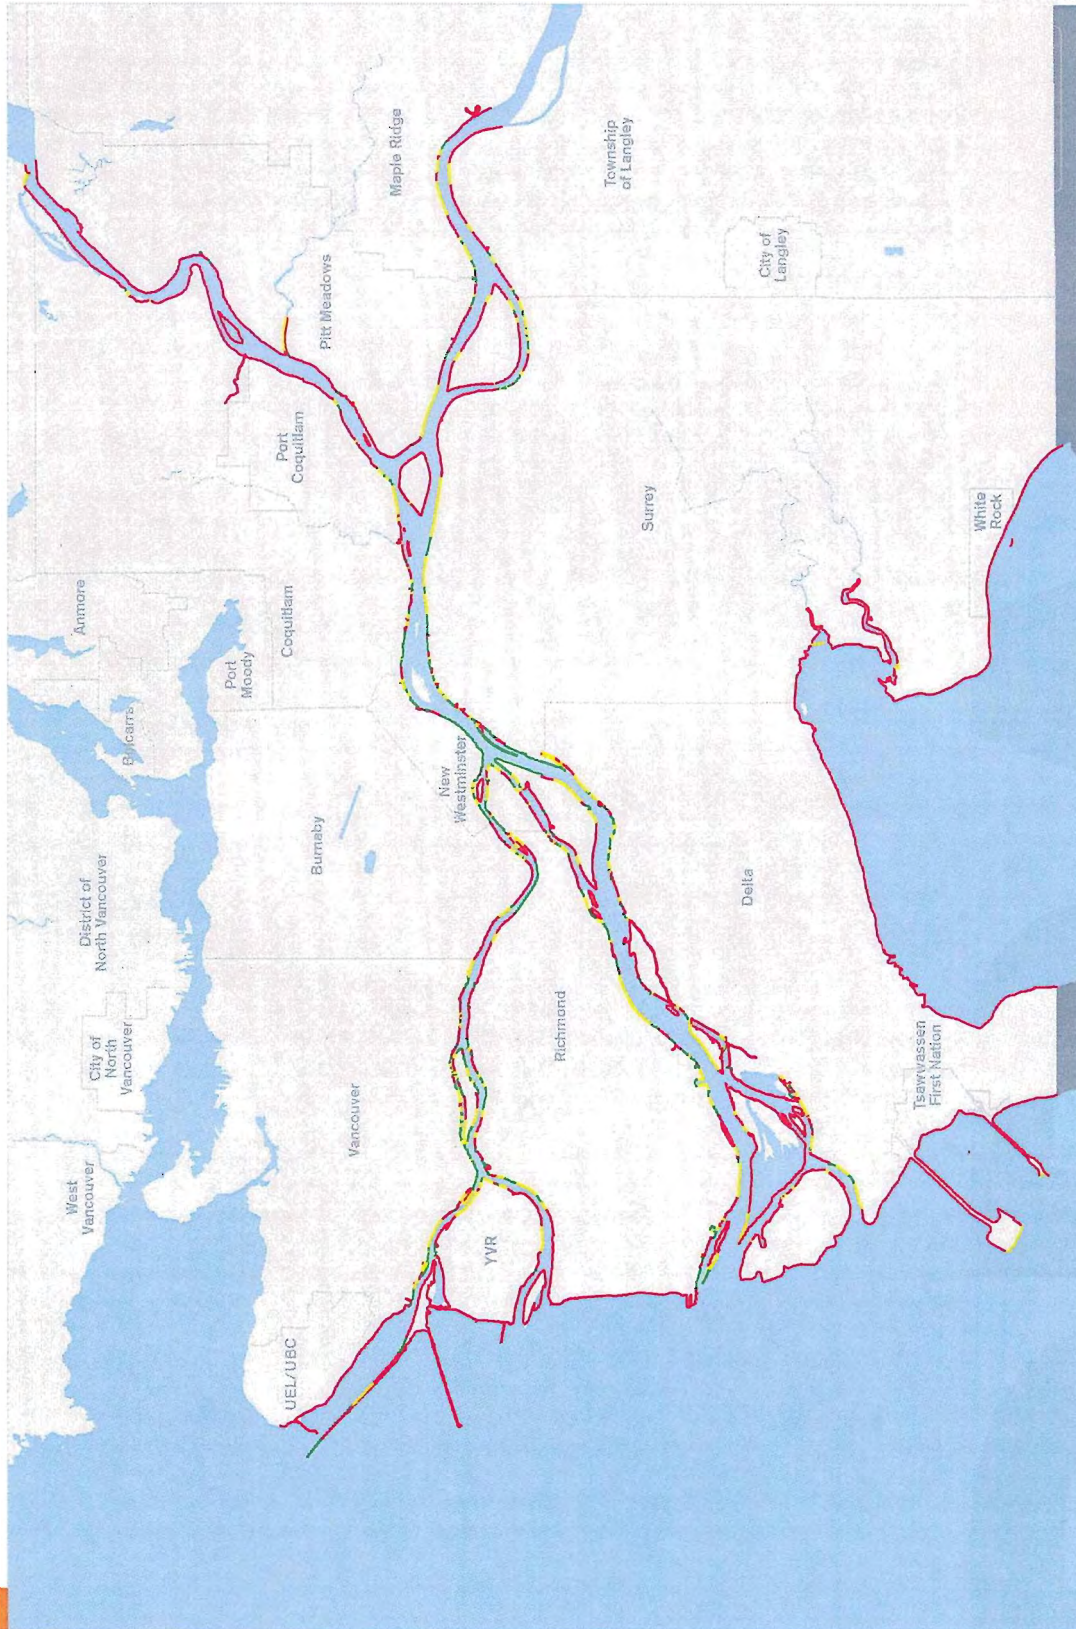 West
Vancouver
City of
North
Vancouver
District of
North Vancouver
Belcarra
Anmore
Port
Moody
Coquitlam
Port
Coquitlam
Pitt Meadows
Maple Ridge
UEL/UBC
Vancouver
Burnaby
New
Westminster
YVR
Richmond
Surrey
Township
of Langley
City of
Langley
Delta
Tsawwassen
First Nation
White
Rock